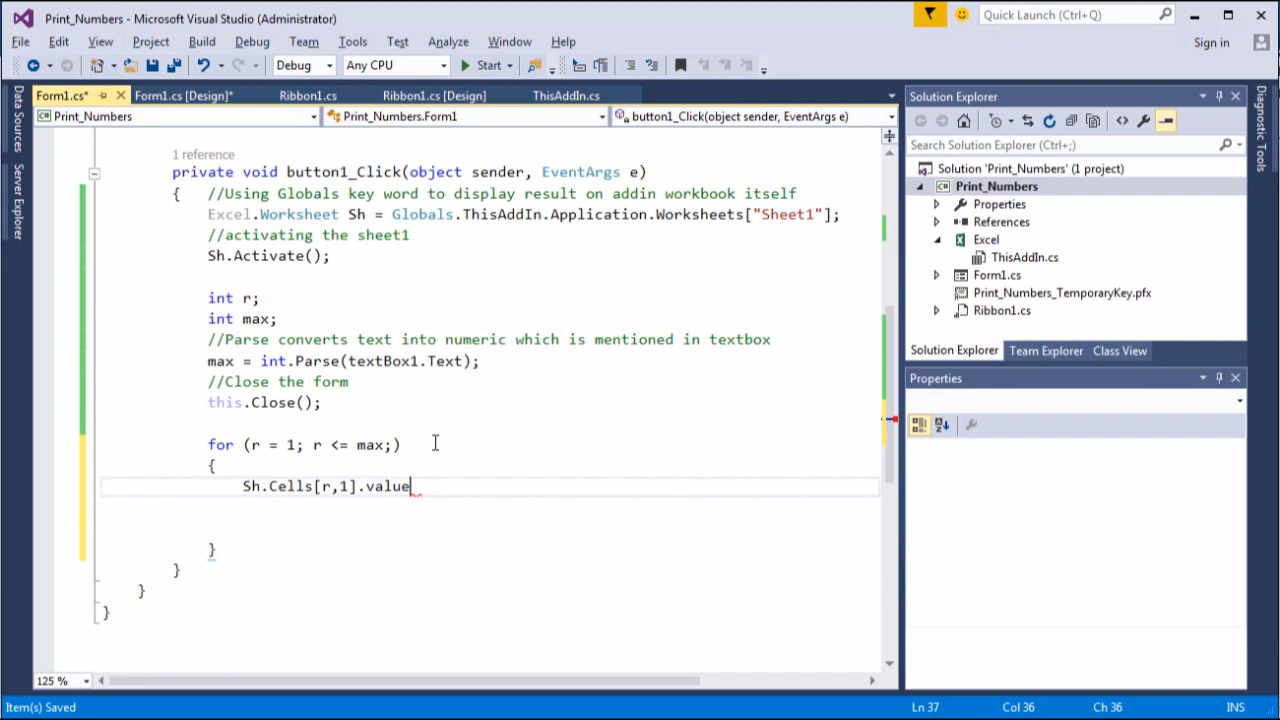 Print_Numbers - Microsoft Visual Studio (Administrator)
Quick Launch (Ctrl+Q)
File Edit View Project Build Debug Team Tools Test Analyze Window Help
Sign in
Debug Any CPU Start
Form1.cs* Form1.cs [Design]* Ribbon1.cs Ribbon1.cs [Design] ThisAddIn.cs
Print_Numbers Print_Numbers.Form1 button1_Click(object sender, EventArgs e)
Data Sources
Server Explorer
1 reference
private void button1_Click(object sender, EventArgs e)
{ //Using Globals key word to display result on addin workbook itself
Excel.Worksheet Sh = Globals.ThisAddIn.Application.Worksheets["Sheet1"];
//activating the sheet1
Sh.Activate();
int r;
int max;
//Parse converts text into numeric which is mentioned in textbox
max = int.Parse(textBox1.Text);
//Close the form
this.Close();
for (r = 1; r <= max;)
{
Sh.Cells[r,1].value
}
}
}
}
125 %
Solution Explorer
Search Solution Explorer (Ctrl+;)
Solution 'Print_Numbers' (1 project)
Print_Numbers
Properties
References
Excel
ThisAddIn.cs
Form1.cs
Print_Numbers_TemporaryKey.pfx
Ribbon1.cs
Solution Explorer Team Explorer Class View
Properties
Diagnostic Tools
Item(s) Saved Ln 37 Col 36 Ch 36 INS